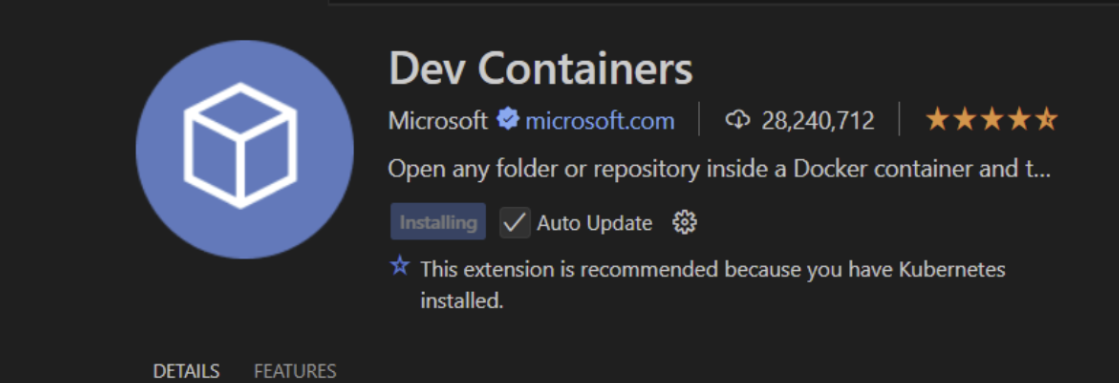 Dev Containers
Microsoft microsoft.com 28,240,712
Open any folder or repository inside a Docker container and t...
Installing Auto Update
This extension is recommended because you have Kubernetes
installed.
DETAILS FEATURES